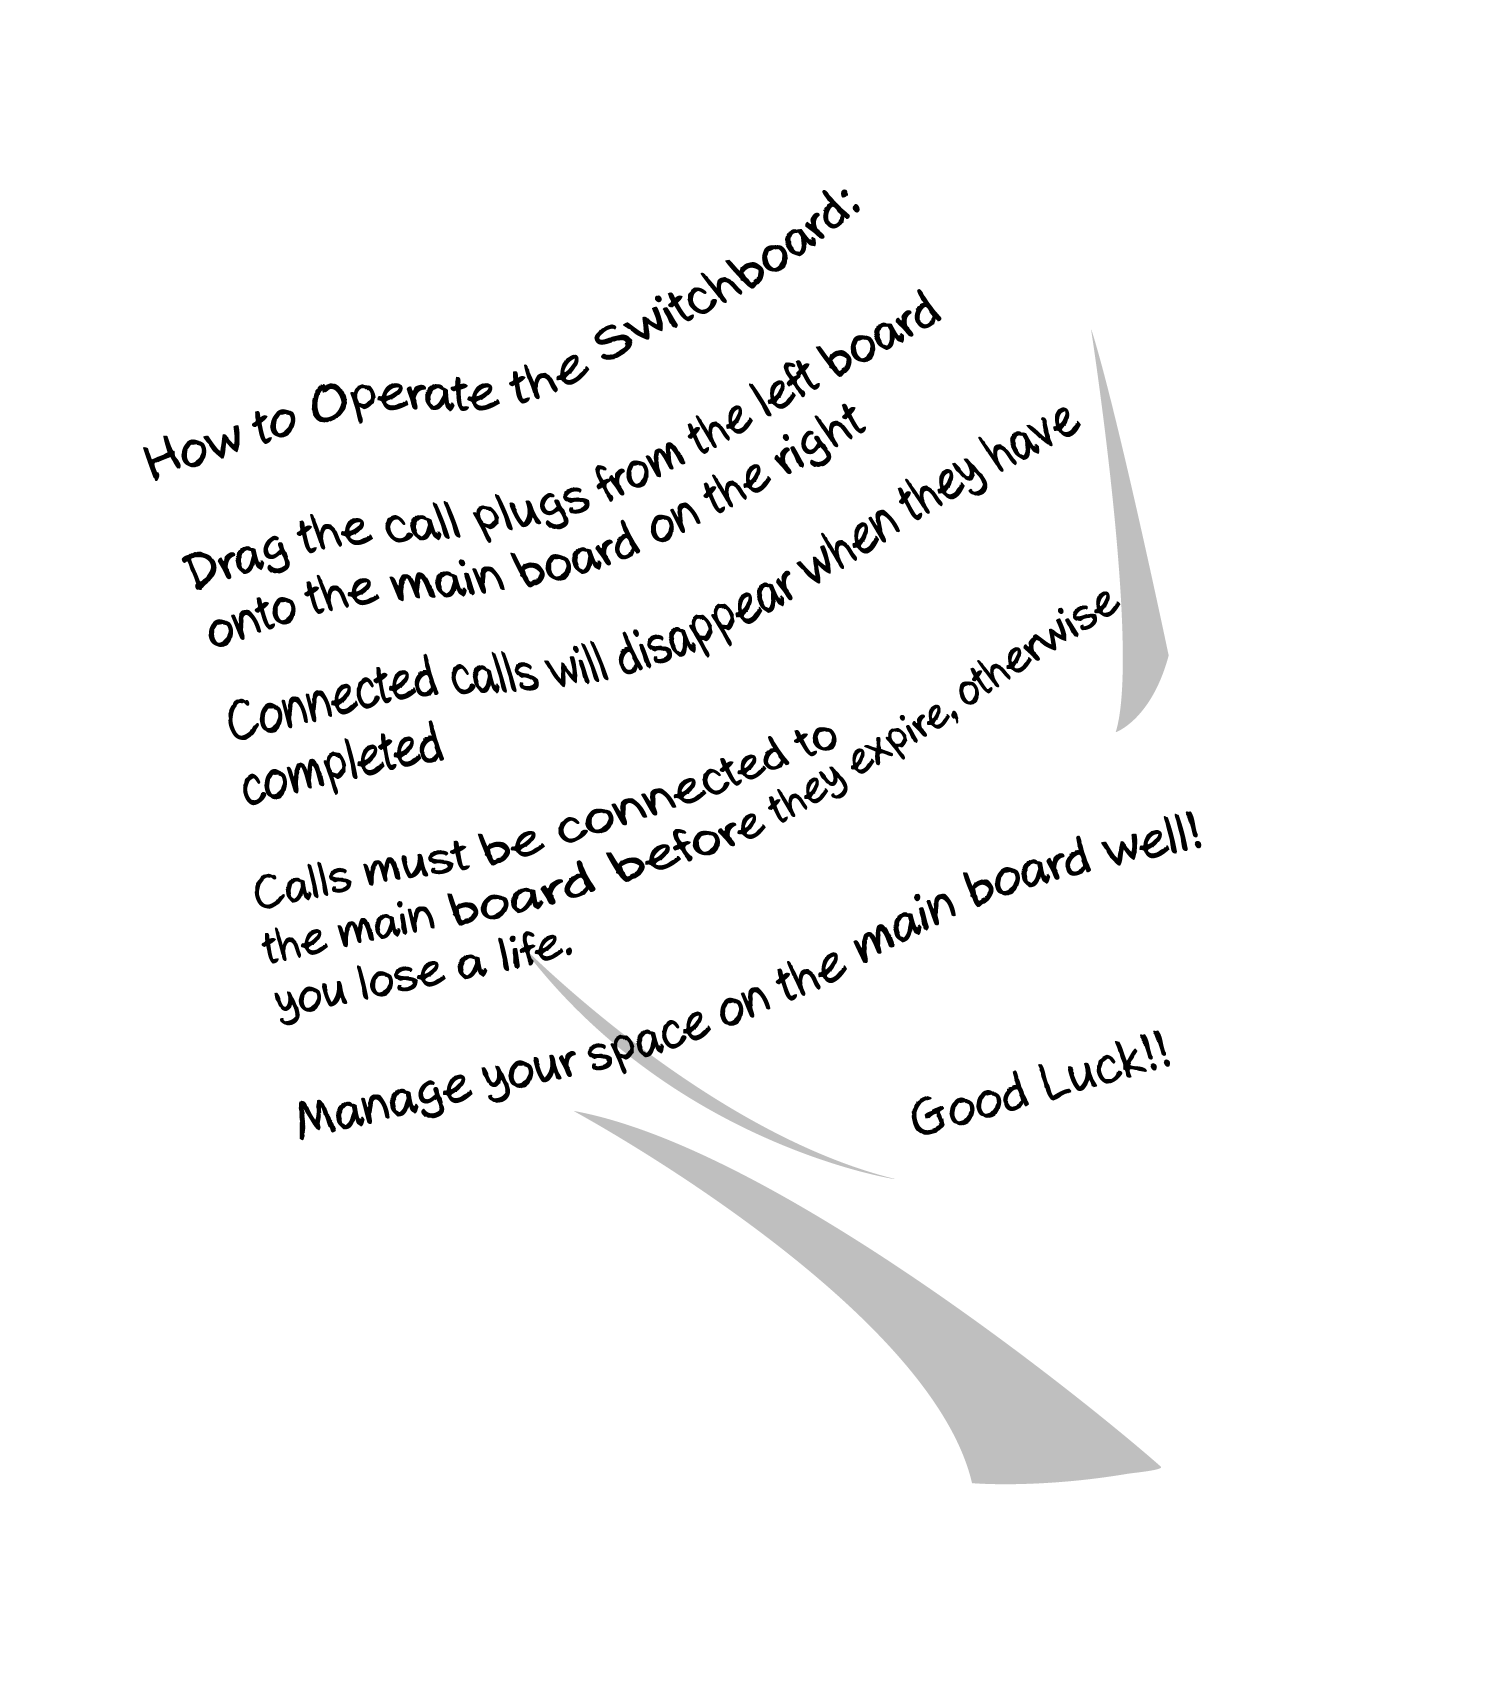 How to Operate the Switchboard:
Drag the call plugs from the left board
onto the main board on the right
Connected calls will disappear when they have
completed
Calls must be connected to
the main board before they expire, otherwise
you lose a life.
Manage your space on the main board well!
Good Luck!!